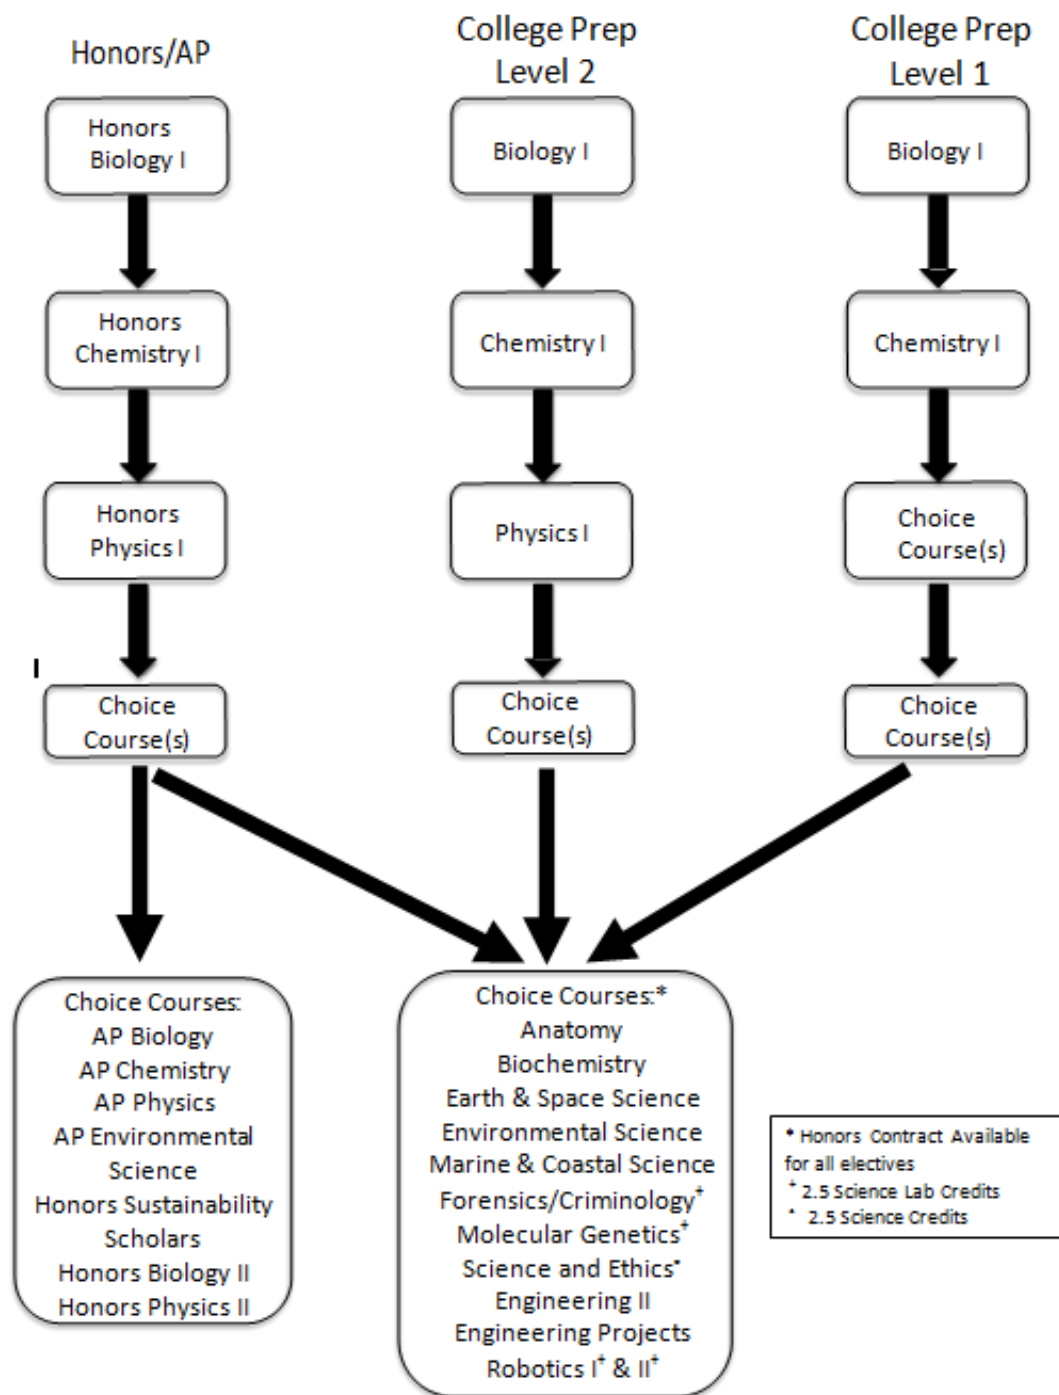 Honors/AP
College Prep
Level 2
College Prep
Level 1
Honors
Biology I
Biology I
Biology I
Honors
Chemistry I
Chemistry I
Chemistry I
Honors
Physics I
Physics I
Choice
Course(s)
I
Choice
Course(s)
Choice
Course(s)
Choice
Course(s)
Choice Courses:
AP Biology
AP Chemistry
AP Physics
AP Environmental
Science
Honors Sustainability
Scholars
Honors Biology II
Honors Physics II
Choice Courses:*
Anatomy
Biochemistry
Earth & Space Science
Environmental Science
Marine & Coastal Science
Forensics/Criminology⁺
Molecular Genetics⁺
Science and Ethics•
Engineering II
Engineering Projects
Robotics I⁺ & II⁺
* Honors Contract Available
for all electives
⁺ 2.5 Science Lab Credits
• 2.5 Science Credits